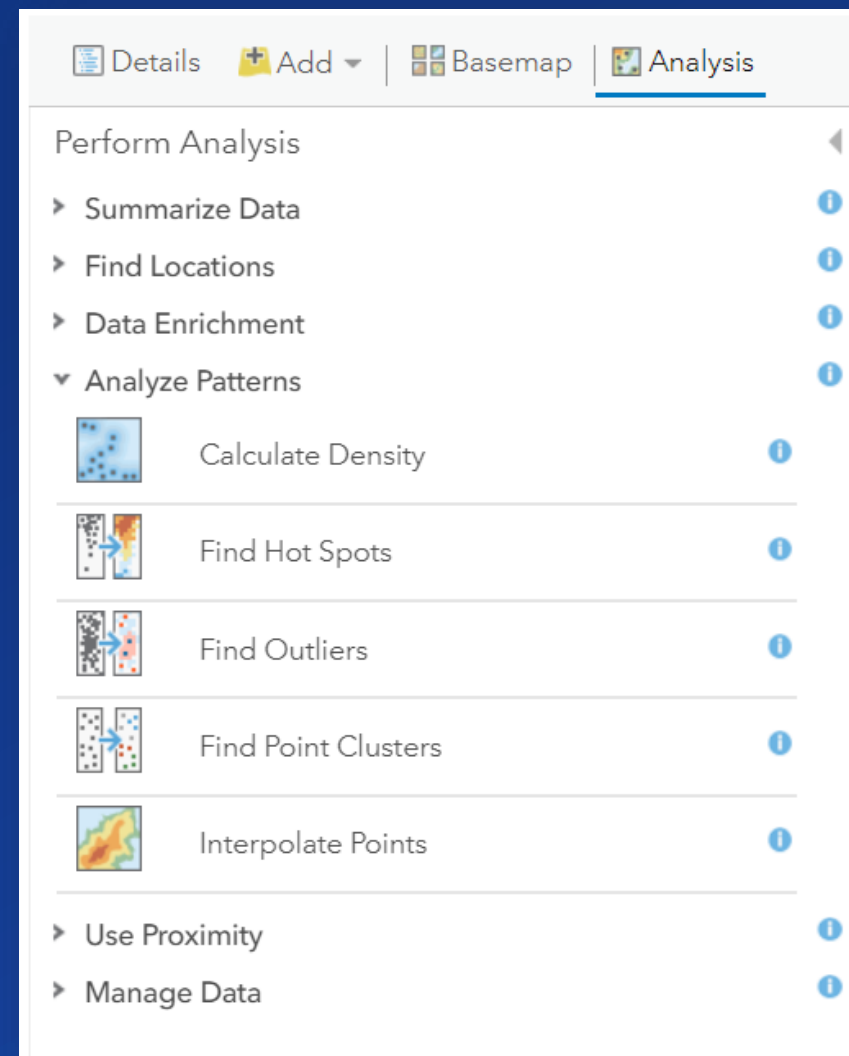 Details Add Basemap Analysis
Perform Analysis
Summarize Data
Find Locations
Data Enrichment
Analyze Patterns
Calculate Density
Find Hot Spots
Find Outliers
Find Point Clusters
Interpolate Points
Use Proximity
Manage Data